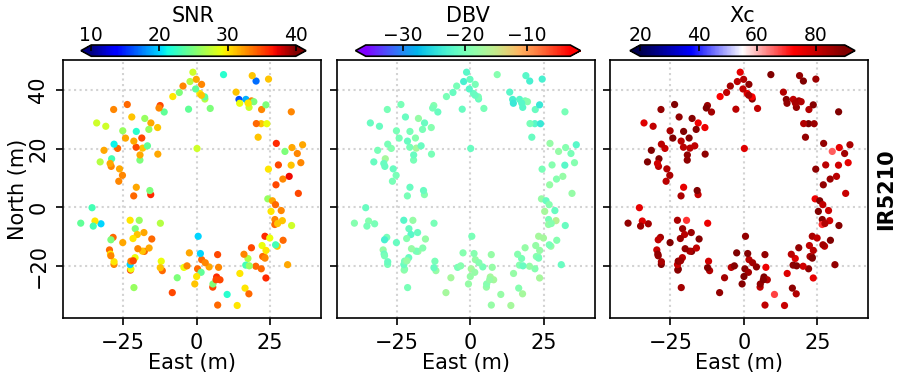 SNR DBV Xc
10 20 30 40 −30 −20 −10 20 40 60 80
40
20
0
−20
North (m)
IR5210
−25 0 25 −25 0 25 −25 0 25
East (m) East (m) East (m)